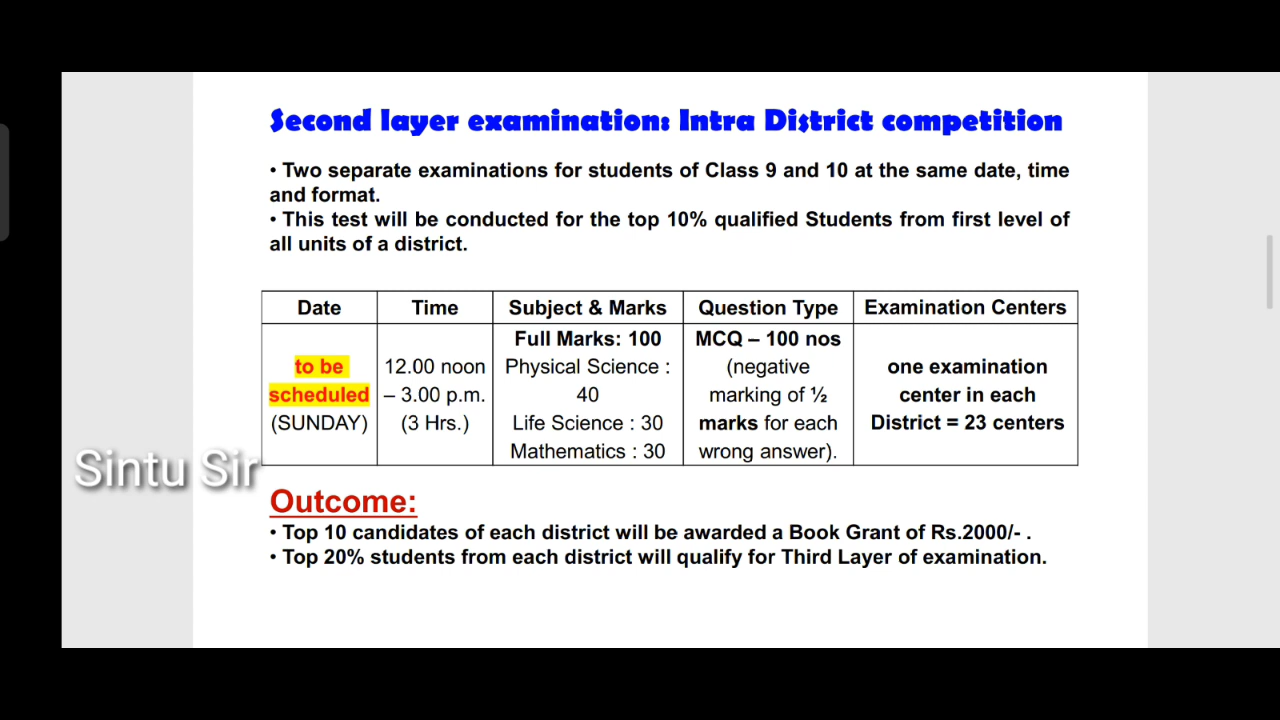 Second layer examination: Intra District competition
• Two separate examinations for students of Class 9 and 10 at the same date, time
and format.
• This test will be conducted for the top 10% qualified Students from first level of
all units of a district.
Date
Time
Subject & Marks
Question Type
Examination Centers
to be
scheduled
(SUNDAY)
12.00 noon
– 3.00 p.m.
(3 Hrs.)
Full Marks: 100
Physical Science :
40
Life Science : 30
Mathematics : 30
MCQ – 100 nos
(negative
marking of ½
marks for each
wrong answer).
one examination
center in each
District = 23 centers
Sintu Sir
Outcome:
• Top 10 candidates of each district will be awarded a Book Grant of Rs.2000/- .
• Top 20% students from each district will qualify for Third Layer of examination.